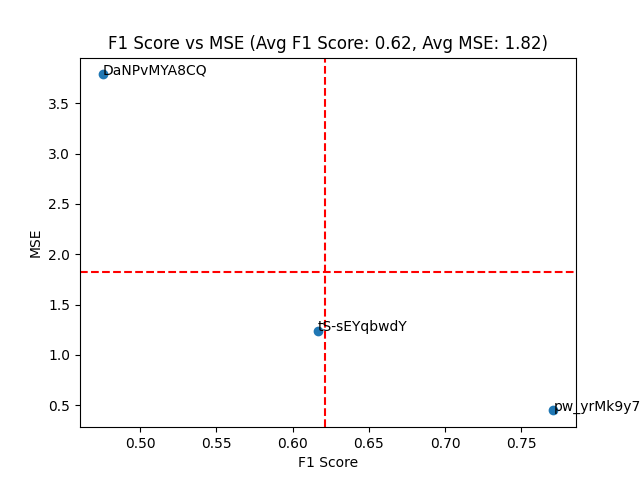 F1 Score vs MSE (Avg F1 Score: 0.62, Avg MSE: 1.82)
DaNPvMYA8CQ
3.5
3.0
2.5
MSE
2.0
1.5
tS-sEYqbwdY
1.0
0.5
pw_yrMk9y7
0.50 0.55 0.60 0.65 0.70 0.75
F1 Score